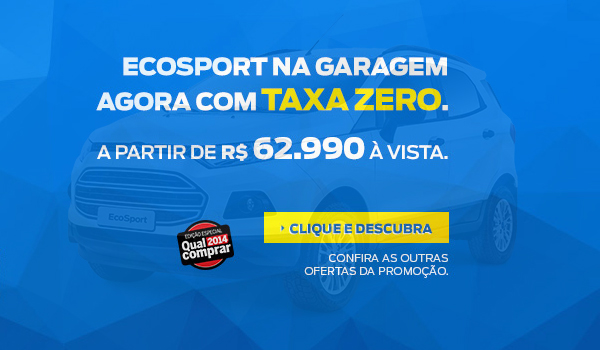 ECOSPORT NA GARAGEM
AGORA COM TAXA ZERO.
A PARTIR DE R$ 62.990 À VISTA.
EcoSport
EDIÇÃO ESPECIAL
Qual 2014
comprar
› CLIQUE E DESCUBRA
CONFIRA AS OUTRAS
OFERTAS DA PROMOÇÃO.